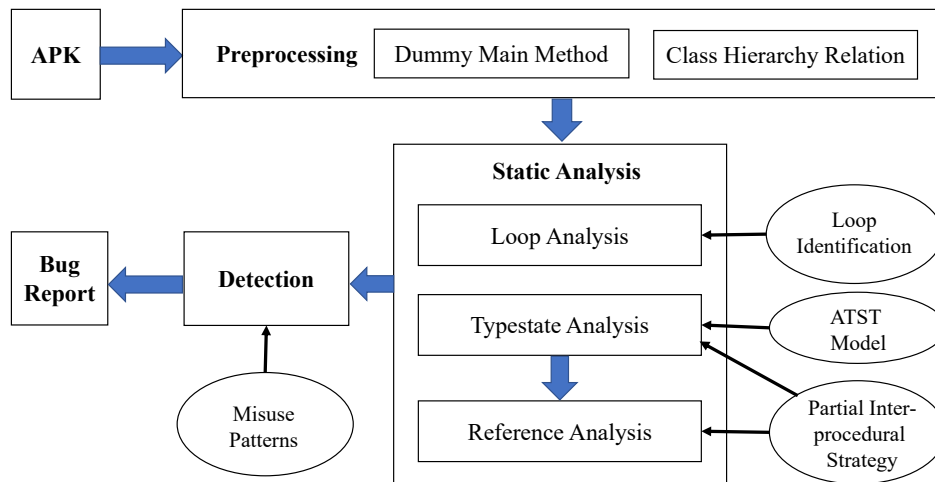 APK
Preprocessing
Dummy Main Method
Class Hierarchy Relation
Static Analysis
Loop Analysis
Loop
Identification
Bug
Report
Detection
Typestate Analysis
ATST
Model
Misuse
Patterns
Reference Analysis
Partial Inter-
procedural
Strategy